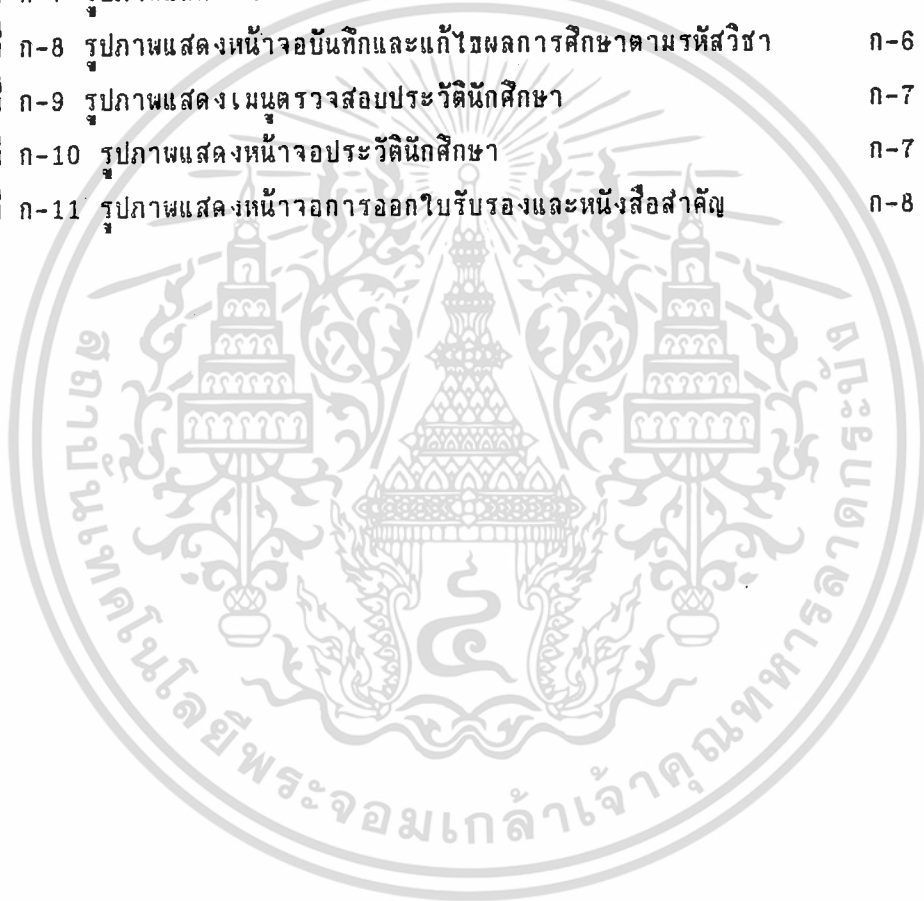 ก-8 รูปภาพแสดงหน้าจอบันทึกและแก้ไขผลการศึกษาตามรหัสวิชา ก-6
ก-9 รูปภาพแสดงเมนูตรวจสอบประวัตินักศึกษา ก-7
ก-10 รูปภาพแสดงหน้าจอประวัตินักศึกษา ก-7
ก-11 รูปภาพแสดงหน้าจอการออกใบรับรองและหนังสือสำคัญ ก-8
สถาบันเทคโนโลยีพระจอมเกล้าเจ้าคุณทหารลาดกระบัง
๔